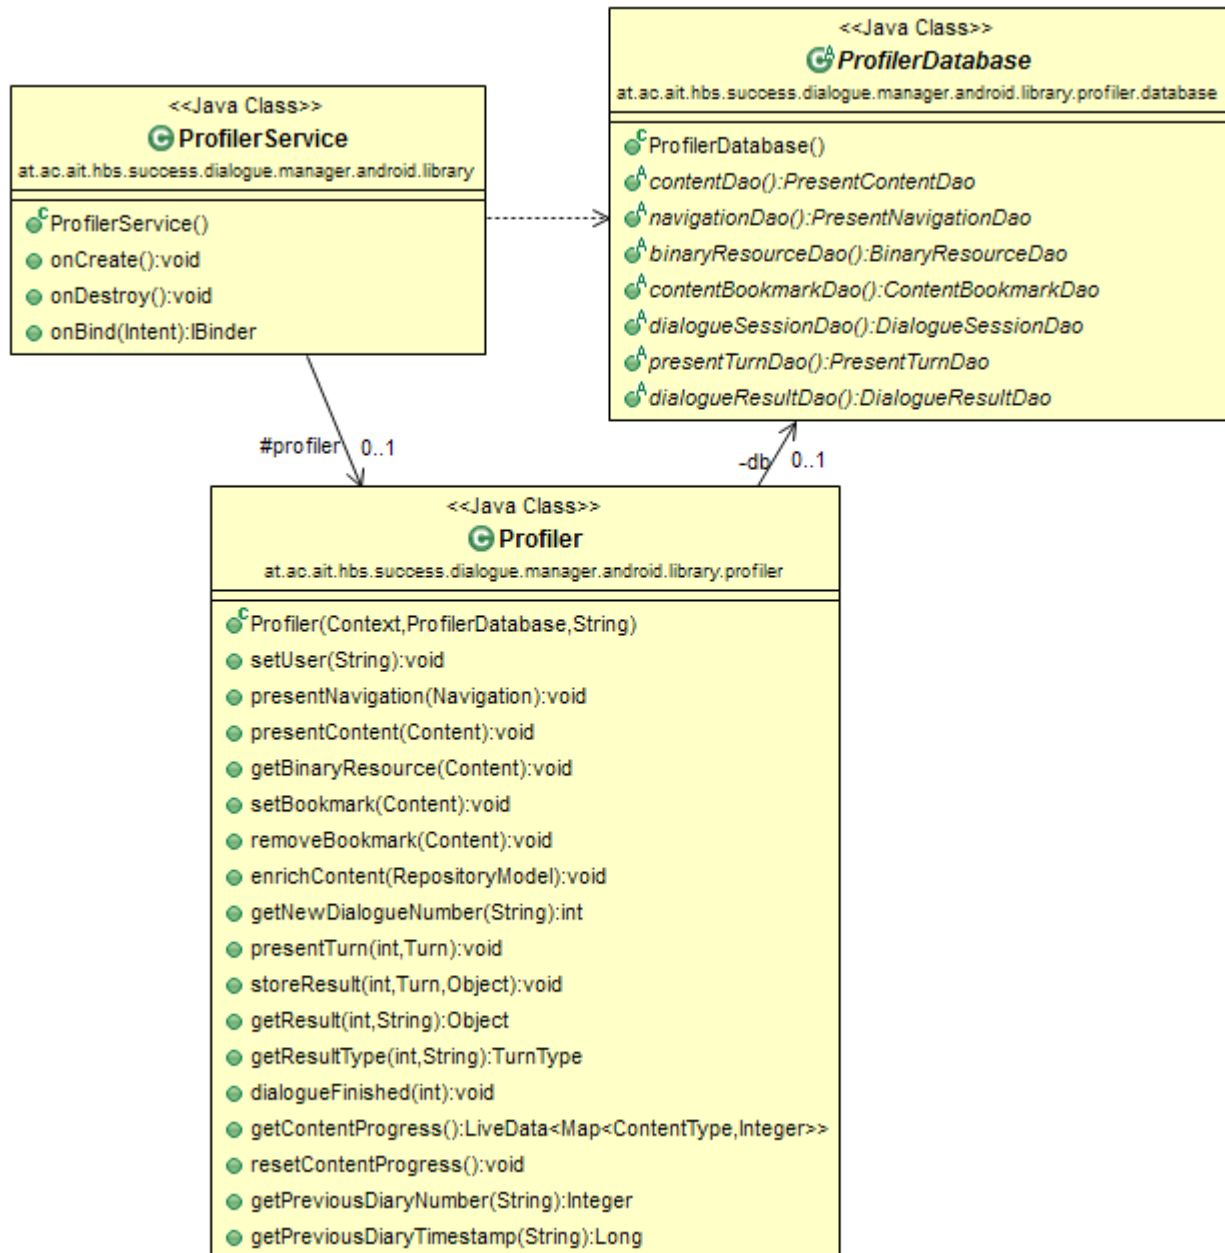 <<Java Class>>
ProfilerService
at.ac.ait.hbs.success.dialogue.manager.android.library
ProfilerService()
onCreate():void
onDestroy():void
onBind(Intent):IBinder
<<Java Class>>
ProfilerDatabase
at.ac.ait.hbs.success.dialogue.manager.android.library.profiler.database
ProfilerDatabase()
contentDao():PresentContentDao
navigationDao():PresentNavigationDao
binaryResourceDao():BinaryResourceDao
contentBookmarkDao():ContentBookmarkDao
dialogueSessionDao():DialogueSessionDao
presentTurnDao():PresentTurnDao
dialogueResultDao():DialogueResultDao
#profiler 0..1
-db 0..1
<<Java Class>>
Profiler
at.ac.ait.hbs.success.dialogue.manager.android.library.profiler
Profiler(Context,ProfilerDatabase,String)
setUser(String):void
presentNavigation(Navigation):void
presentContent(Content):void
getBinaryResource(Content):void
setBookmark(Content):void
removeBookmark(Content):void
enrichContent(RepositoryModel):void
getNewDialogueNumber(String):int
presentTurn(int,Turn):void
storeResult(int,Turn,Object):void
getResult(int,String):Object
getResultType(int,String):TurnType
dialogueFinished(int):void
getContentProgress():LiveData<Map<ContentType,Integer>>
resetContentProgress():void
getPreviousDiaryNumber(String):Integer
getPreviousDiaryTimestamp(String):Long